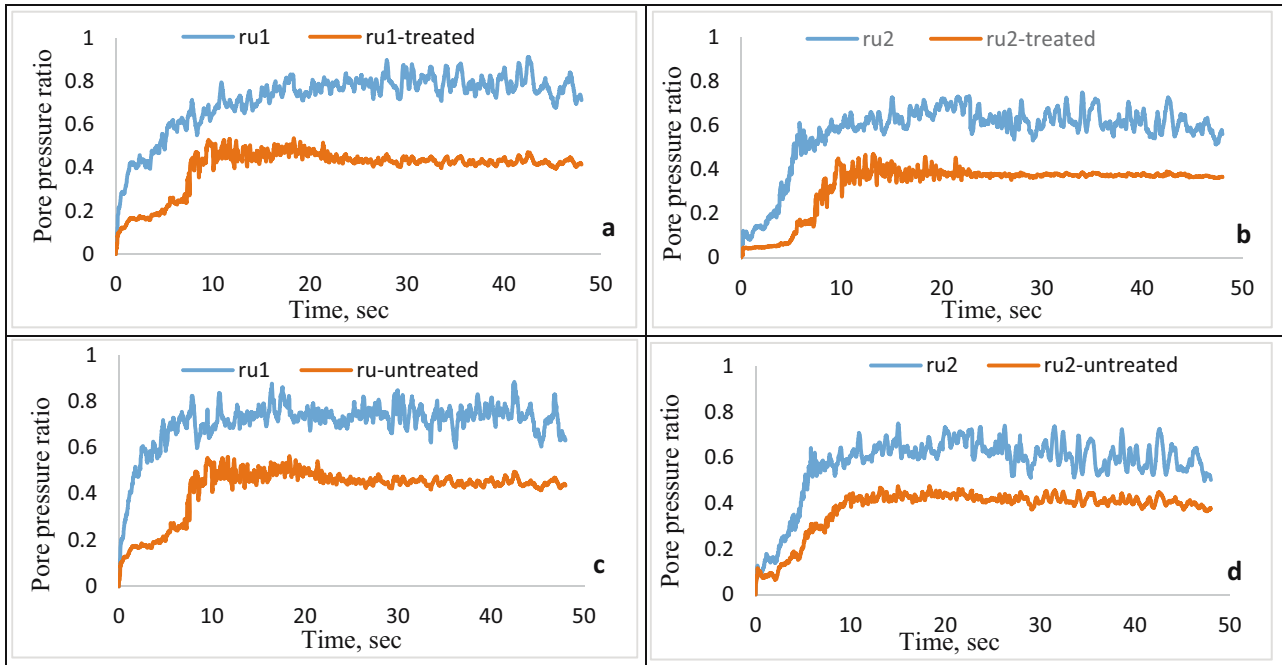 ru1 ru1-treated
Pore pressure ratio
1
0.8
0.6
0.4
0.2
0
0 10 20 30 40 50
Time, sec
a
ru2 ru2-treated
Pore pressure ratio
1
0.8
0.6
0.4
0.2
0
0 10 20 30 40 50
Time, sec
b
ru1 ru-untreated
Pore pressure ratio
1
0.8
0.6
0.4
0.2
0
0 10 20 30 40 50
Time, sec
c
ru2 ru2-untreated
Pore pressure ratio
1
0.8
0.6
0.4
0.2
0
0 10 20 30 40 50
Time, sec
d